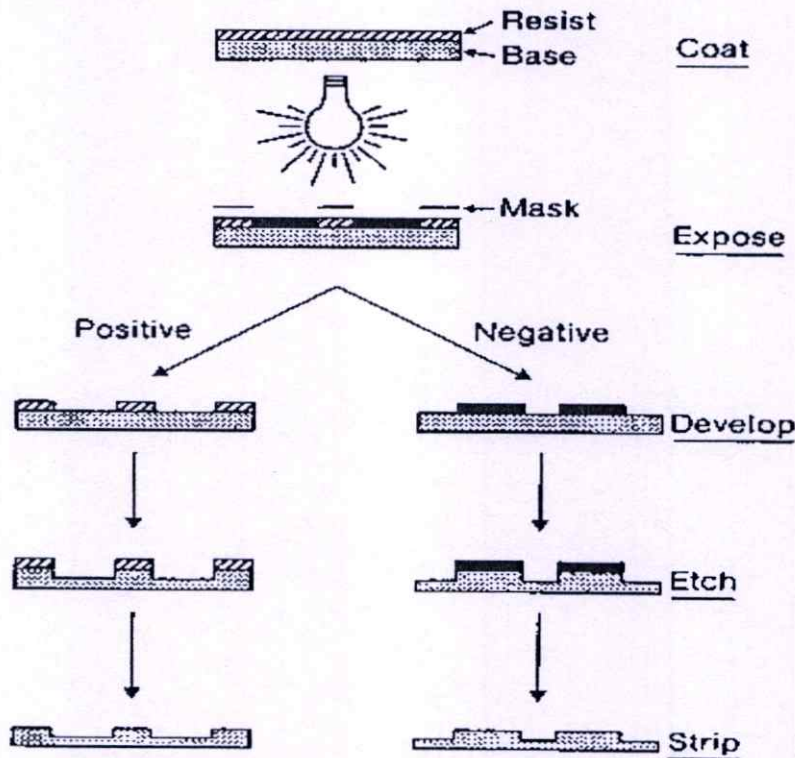 Resist
Base
Coat
Mask
Expose
Positive
Negative
Develop
Etch
Strip